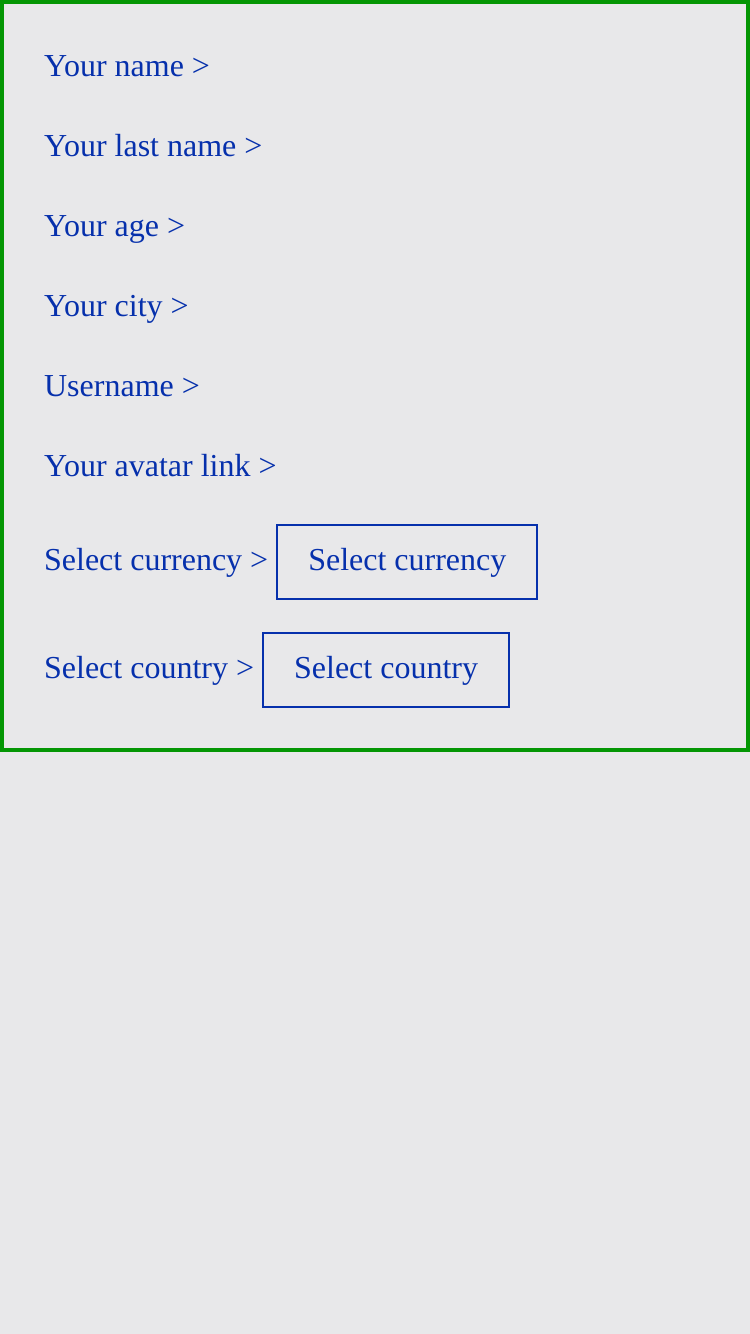 Your name >
Your last name >
Your age >
Your city >
Username >
Your avatar link >
Select currency > Select currency
Select country > Select country